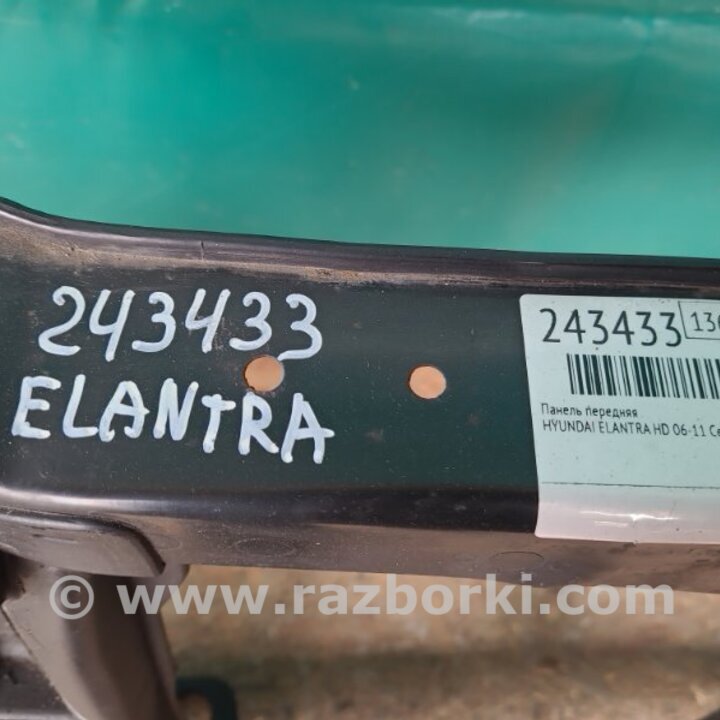 243433
ELANTRA
243433
Панель передняя
HYUNDAI ELANTRA HD 06-11
© www.razborki.com